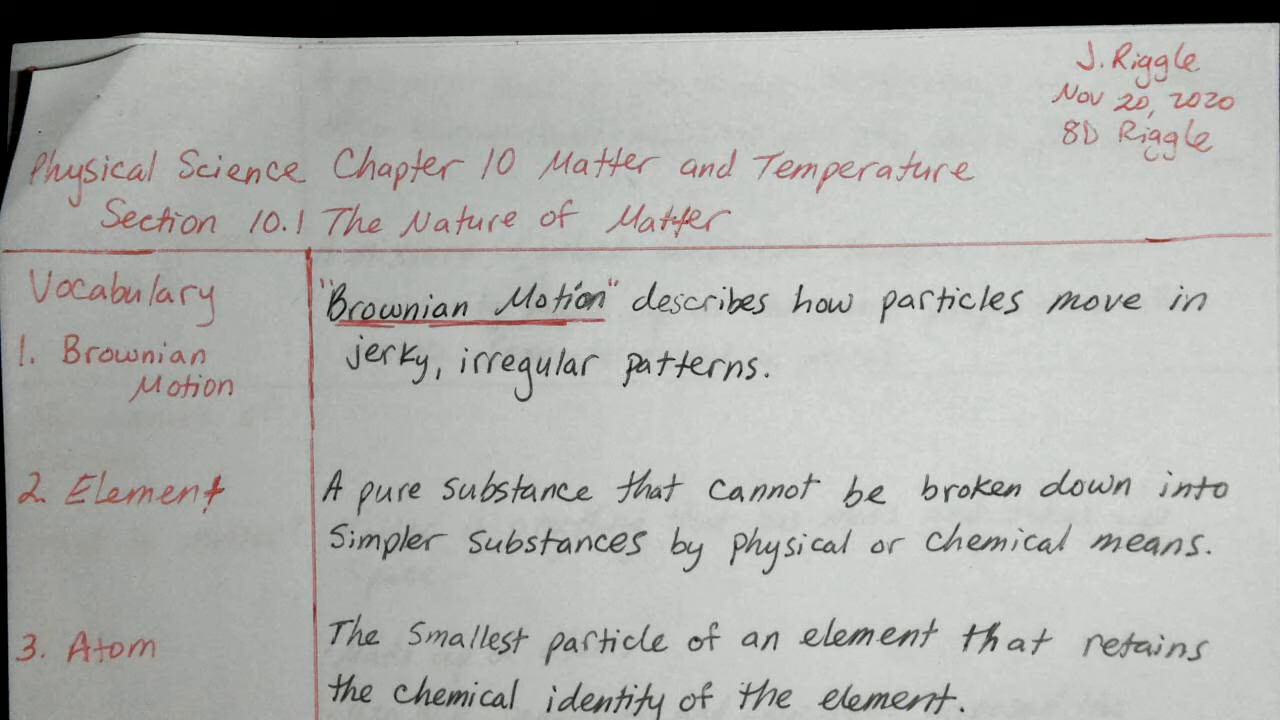 J. Riggle
Nov 20, 2020
8D Riggle
Physical Science Chapter 10 Matter and Temperature
Section 10.1 The Nature of Matter
Vocabulary
1. Brownian
Motion
"Brownian Motion" describes how particles move in
jerky, irregular patterns.
2. Element
A pure substance that cannot be broken down into
simpler substances by physical or chemical means.
3. Atom
The smallest particle of an element that retains
the chemical identity of the element.